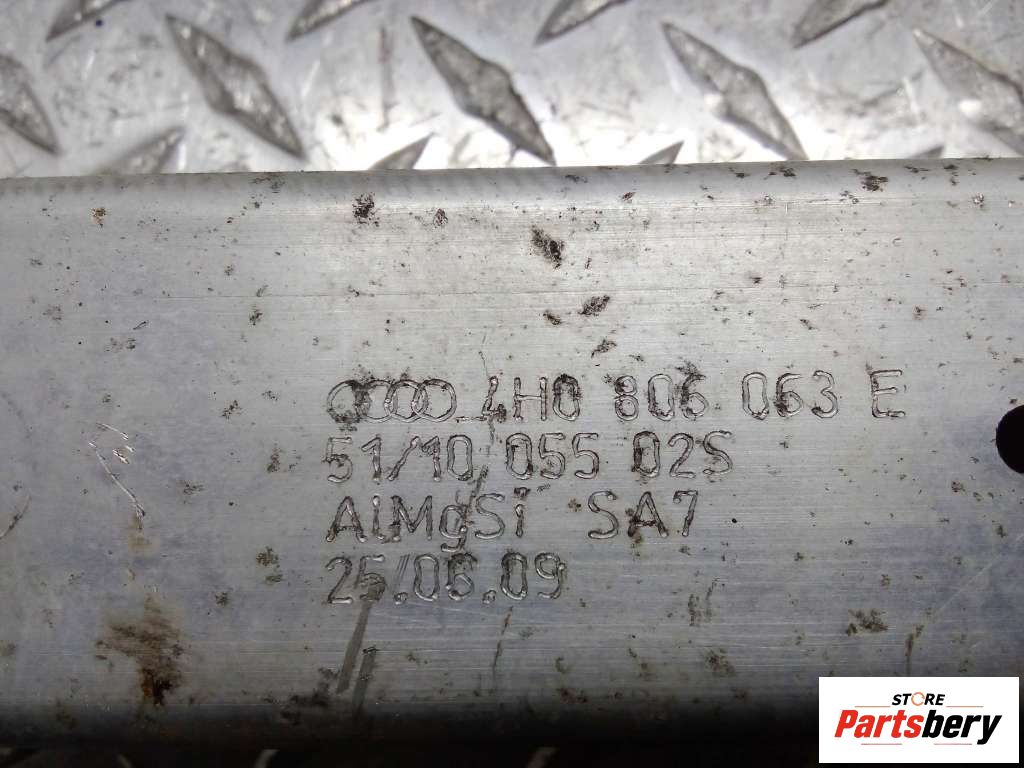 4H0 806 063 E
51/10 055 02S
AlMgSi SA7
25/06.09
STORE
Partsbery